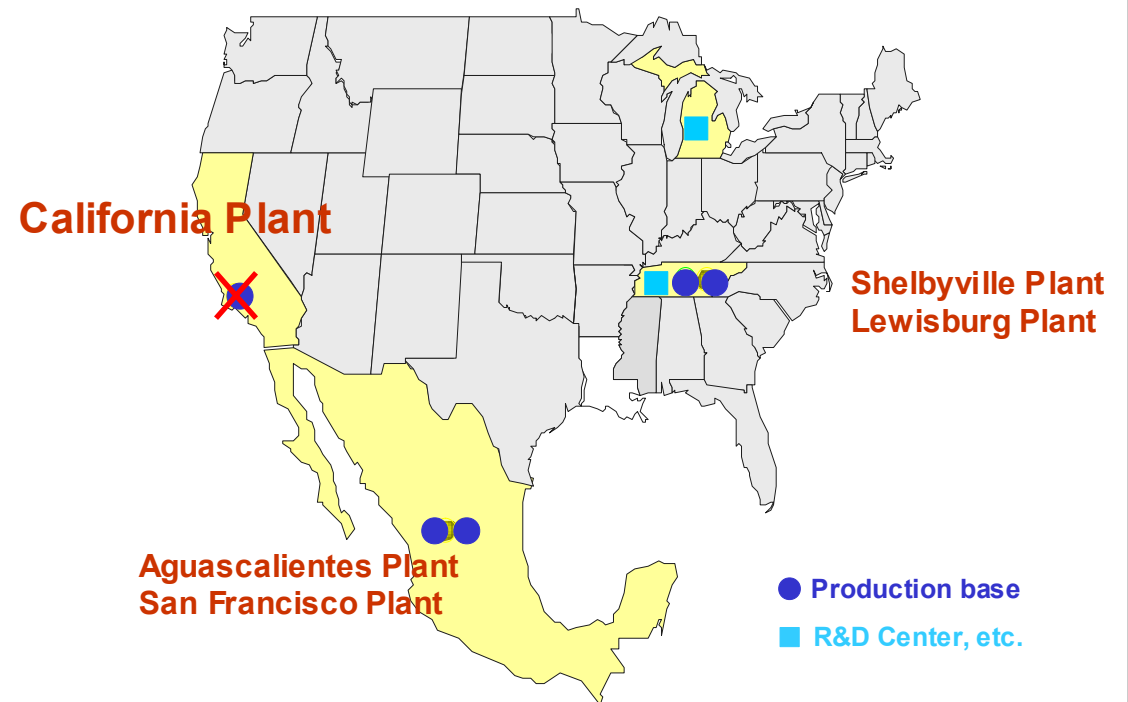 California Plant
Shelbyville Plant
Lewisburg Plant
Aguascalientes Plant
San Francisco Plant
Production base
R&D Center, etc.